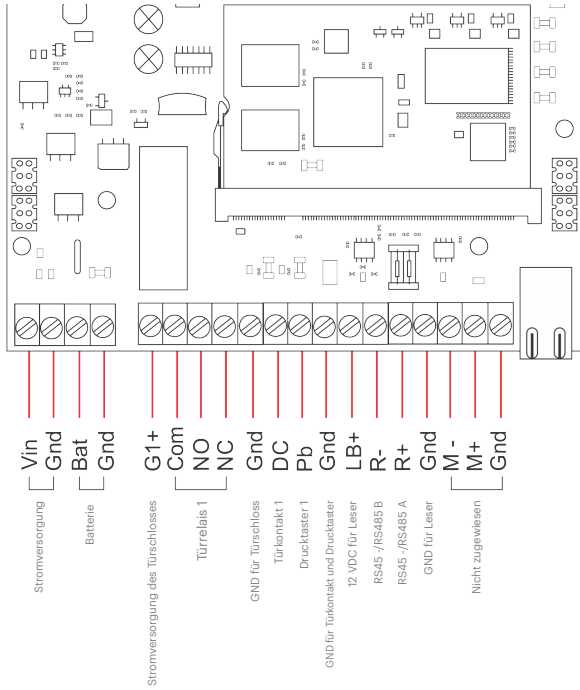 Vin
Gnd
Bat
Gnd
G1+
Com
NO
NC
Gnd
DC
Pb
Gnd
LB+
R-
R+
Gnd
M -
M+
Gnd
Stromversorgung
Batterie
Stromversorgung des Türschlosses
Türrelais 1
GND für Türschloss
Türkontakt 1
Drucktaster 1
GND für Türkontakt und Drucktaster
12 VDC für Leser
RS45 -/RS485 B
RS45 -/RS485 A
GND für Leser
Nicht zugewiesen